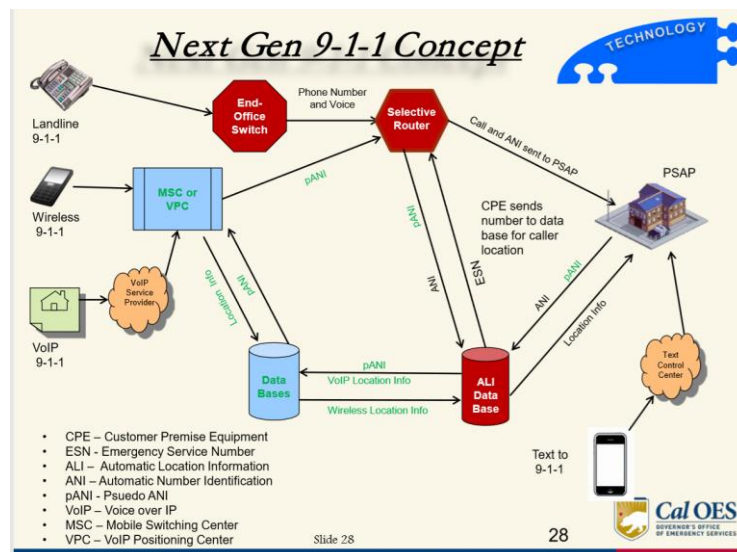 Next Gen 9-1-1 Concept
TECHNOLOGY
Landline
9-1-1
End-
Office
Switch
Phone Number
and Voice
Selective
Router
Call and ANI sent to PSAP
PSAP
Wireless
9-1-1
MSC or
VPC
pANI
pANI
ANI
ESN
CPE sends
number to data
base for caller
location
ANI
pANI
Location Info
VoIP
9-1-1
VoIP
Service
Provider
Location Info
pANI
Data
Bases
pANI
VoIP Location Info
Wireless Location Info
ALI
Data
Base
Text
Control
Center
Text to
9-1-1
• CPE – Customer Premise Equipment
• ESN - Emergency Service Number
• ALI – Automatic Location Information
• ANI – Automatic Number Identification
• pANI - Psuedo ANI
• VoIP – Voice over IP
• MSC – Mobile Switching Center
• VPC – VoIP Positioning Center
Slide 28
28
Cal OES
GOVERNOR'S OFFICE
OF EMERGENCY SERVICES